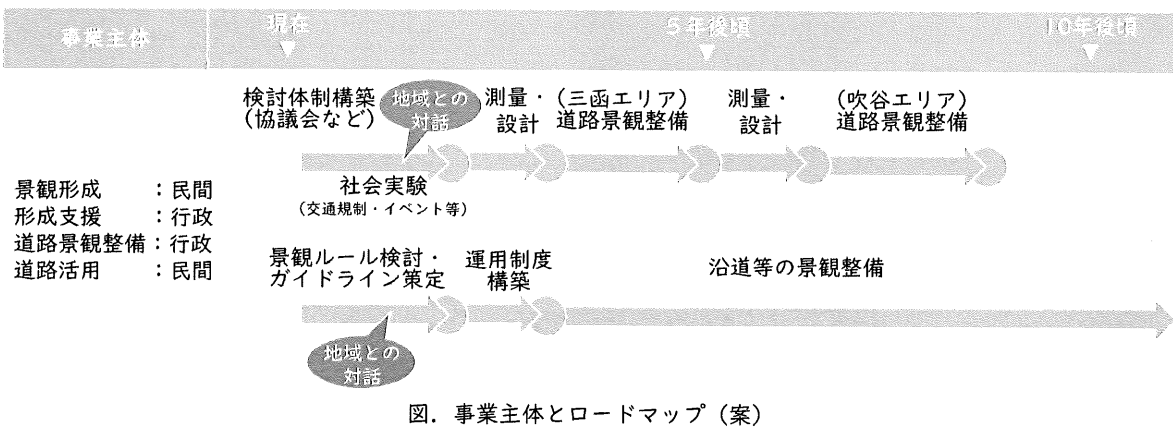 事業主体
現在
5年後頃
10年後頃
検討体制構築
(協議会など)
地域との
対話
測量・
設計
(三函エリア)
道路景観整備
測量・
設計
(吹谷エリア)
道路景観整備
社会実験
(交通規制・イベント等)
景観形成　　：民間
形成支援　　：行政
道路景観整備：行政
道路活用　　：民間
景観ルール検討・
ガイドライン策定
運用制度
構築
沿道等の景観整備
地域との
対話
図．事業主体とロードマップ（案）